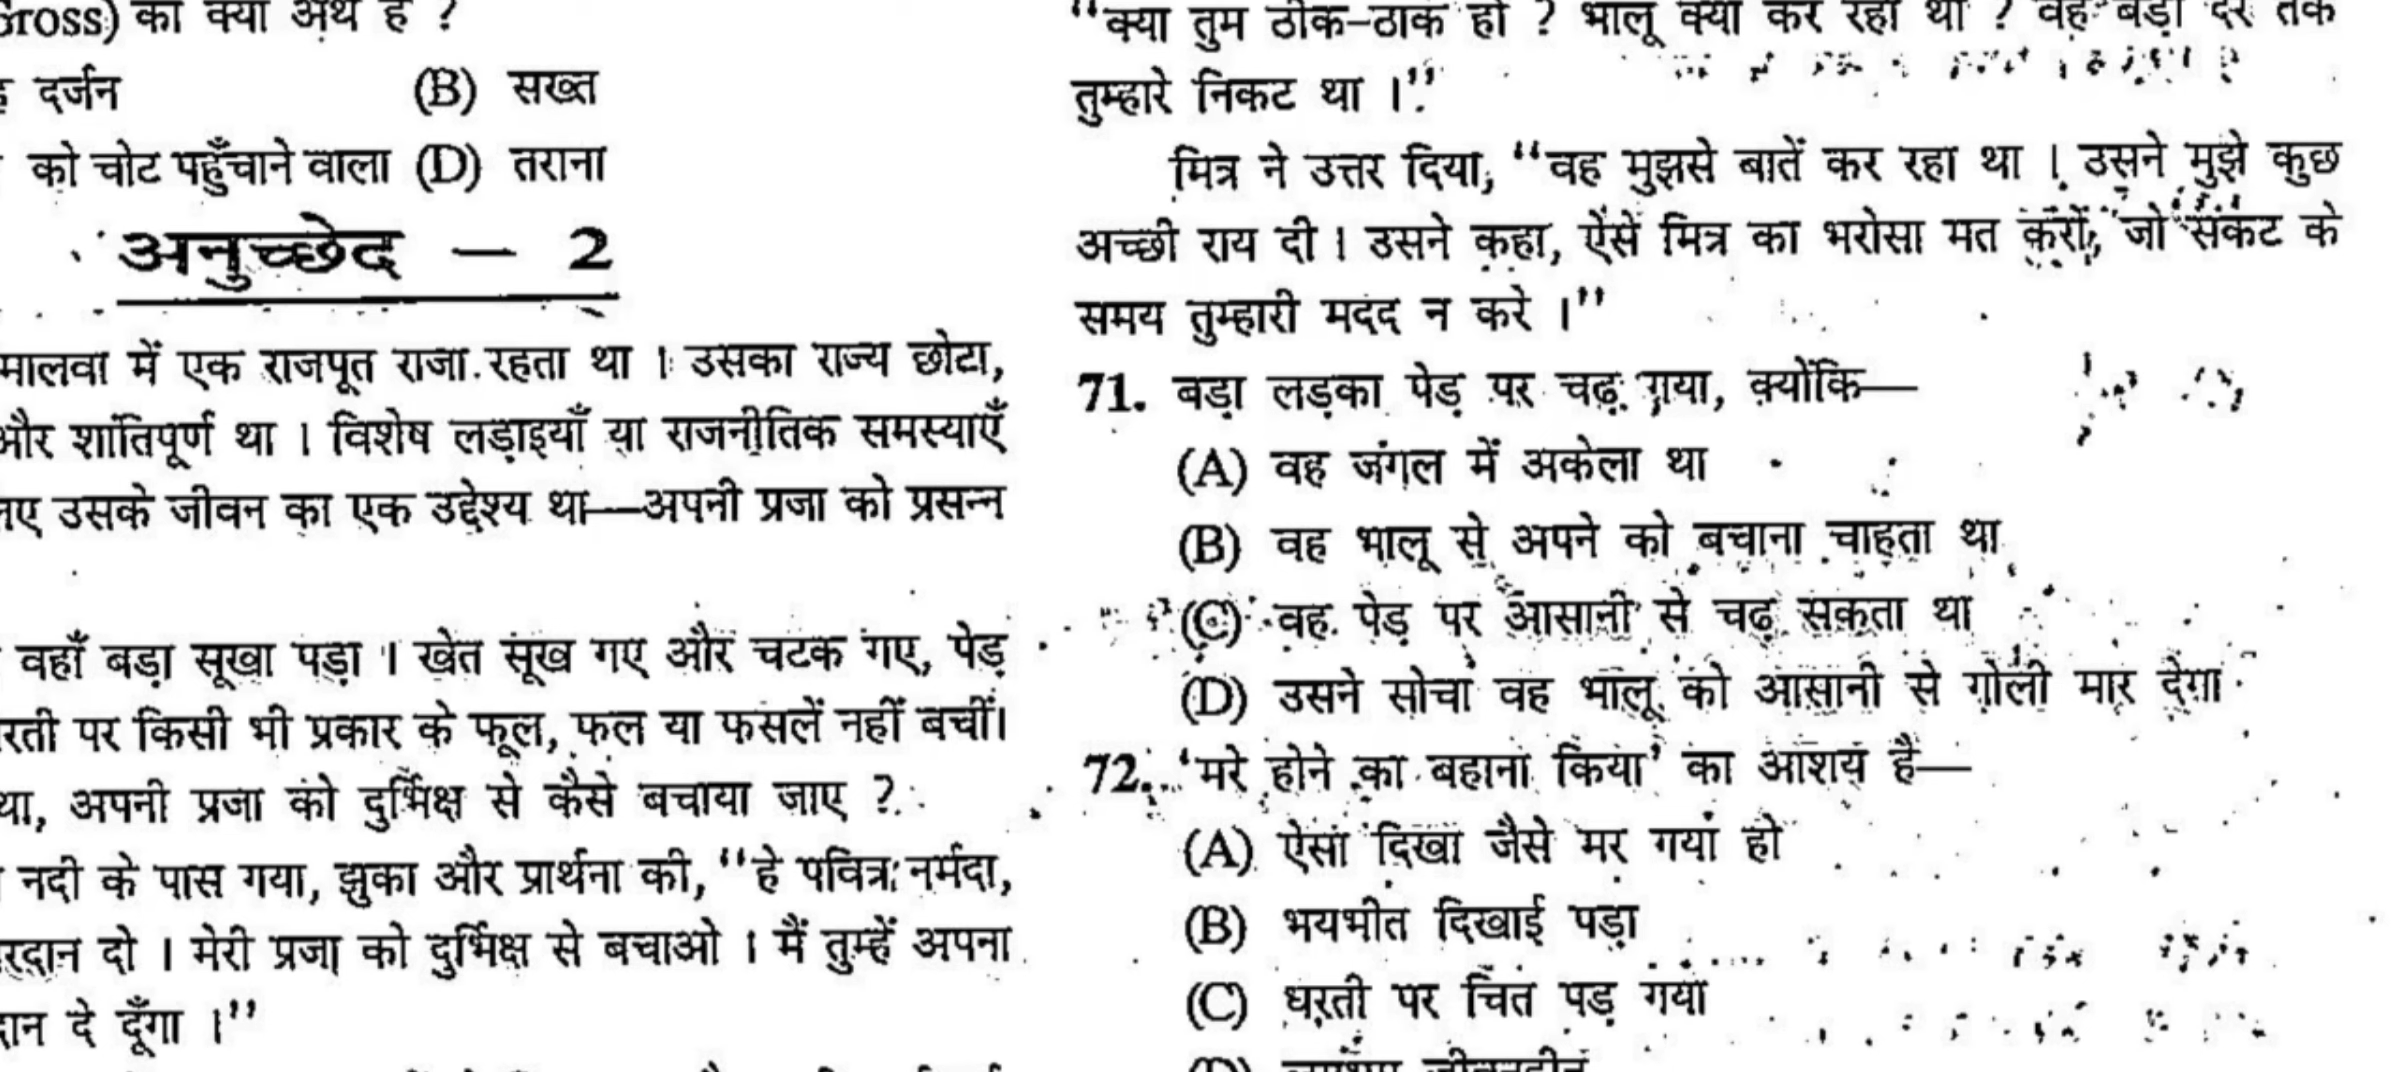 Gross) का क्या अर्थ है ?
दर्जन (B) सख्त
को चोट पहुँचाने वाला (D) तराना
अनुच्छेद – 2
मालवा में एक राजपूत राजा रहता था । उसका राज्य छोटा,
और शांतिपूर्ण था । विशेष लड़ाइयाँ या राजनीतिक समस्याएँ
उसके जीवन का एक उद्देश्य था—अपनी प्रजा को प्रसन्न
वहाँ बड़ा सूखा पड़ा । खेत सूख गए और चटक गए, पेड़
पर किसी भी प्रकार के फूल, फल या फसलें नहीं बचीं।
था, अपनी प्रजा को दुर्भिक्ष से कैसे बचाया जाए ?
नदी के पास गया, झुका और प्रार्थना की, “हे पवित्र नर्मदा,
दो । मेरी प्रजा को दुर्भिक्ष से बचाओ । मैं तुम्हें अपना
दे दूँगा ।”
“क्या तुम ठीक-ठाक हो ? भालू क्या कर रहा था ? वह बड़ी देर तक
तुम्हारे निकट था ।”
मित्र ने उत्तर दिया, “वह मुझसे बातें कर रहा था । उसने मुझे कुछ
अच्छी राय दी । उसने कहा, ऐसे मित्र का भरोसा मत करो, जो संकट के
समय तुम्हारी मदद न करे ।”
71. बड़ा लड़का पेड़ पर चढ़ गया, क्योंकि—
(A) वह जंगल में अकेला था
(B) वह भालू से अपने को बचाना चाहता था
(C) वह पेड़ पर आसानी से चढ़ सकता था
(D) उसने सोचा वह भालू को आसानी से गोली मार देगा
72. ‘मरे होने का बहाना किया’ का आशय है—
(A) ऐसा दिखा जैसे मर गया हो
(B) भयभीत दिखाई पड़ा
(C) धरती पर चित पड़ गया